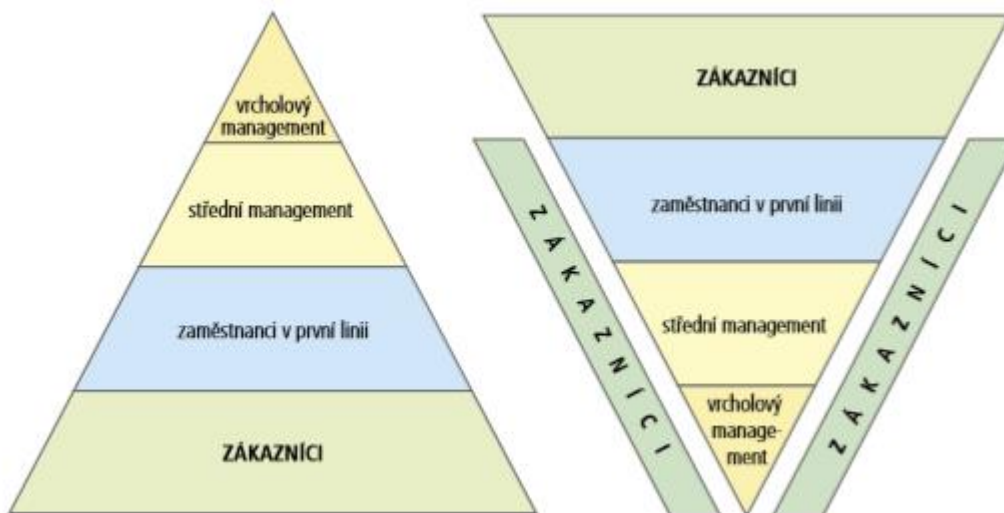 vrcholový
management
střední management
zaměstnanci v první linii
ZÁKAZNÍCI
ZÁKAZNÍCI
zaměstnanci v první linii
střední management
vrcholový
manage-
ment
ZÁKAZNÍCI
ZÁKAZNÍCI